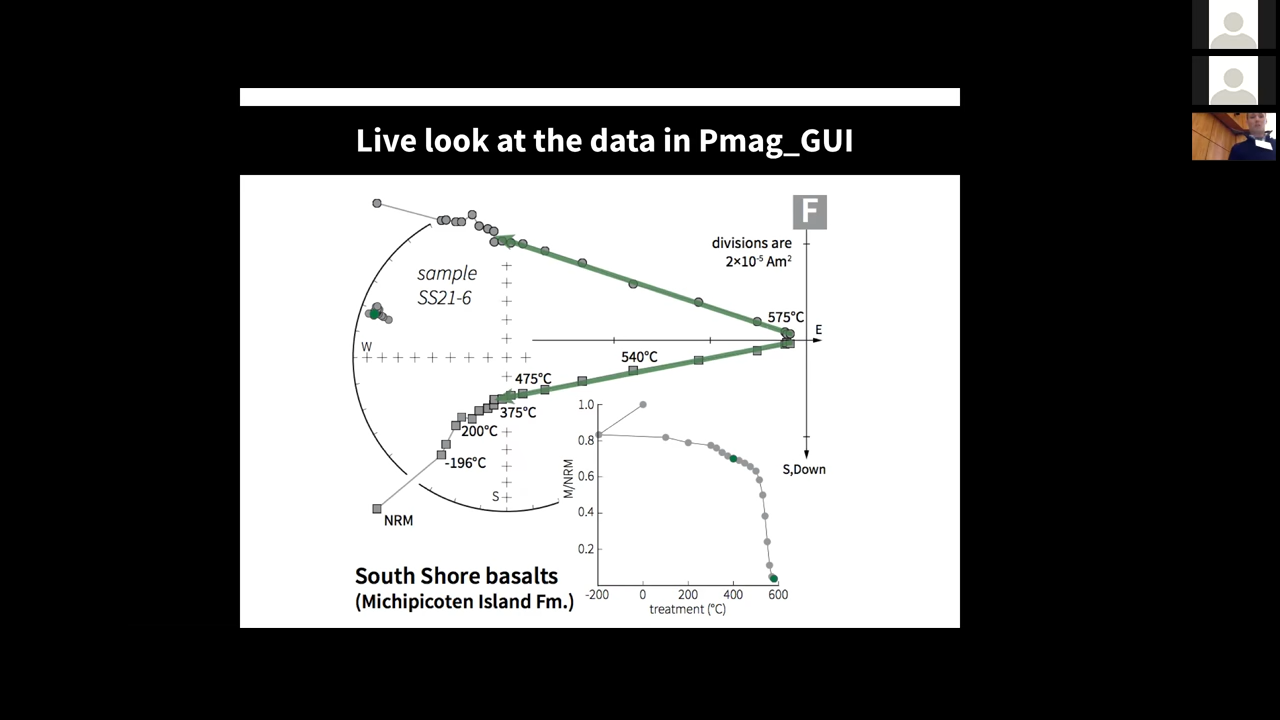 Live look at the data in Pmag_GUI
F
divisions are
2×10⁻⁵ Am²
sample
SS21-6
575°C
E
W
540°C
475°C
375°C
200°C
-196°C
S
NRM
S,Down
1.0
0.8
0.6
0.4
0.2
M/NRM
-200 0 200 400 600
treatment (°C)
South Shore basalts
(Michipicoten Island Fm.)